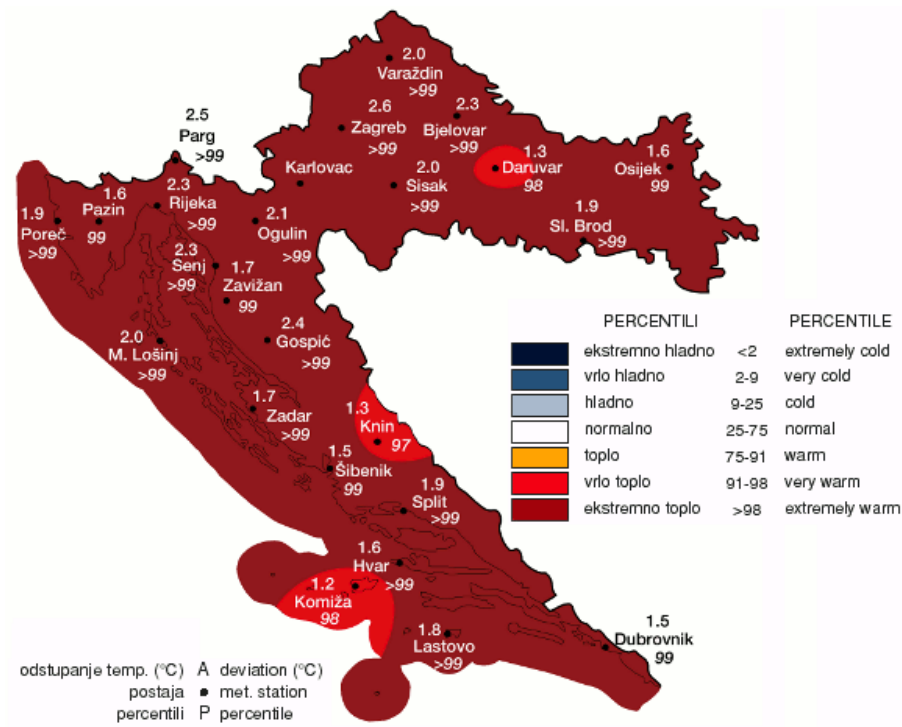 2.0
Varaždin
>99
2.5
Parg
>99
2.6
Zagreb
>99
2.3
Bjelovar
>99
1.3
Daruvar
98
1.6
Osijek
99
Karlovac
2.0
Sisak
>99
1.9
Sl. Brod
>99
1.9
Poreč
>99
1.6
Pazin
99
2.3
Rijeka
>99
2.1
Ogulin
>99
2.3
Senj
>99
1.7
Zavižan
99
2.4
Gospić
>99
2.0
M. Lošinj
>99
1.7
Zadar
>99
1.3
Knin
97
1.5
Šibenik
99
1.9
Split
>99
1.6
Hvar
>99
1.2
Komiža
98
1.8
Lastovo
>99
1.5
Dubrovnik
99
PERCENTILI PERCENTILE
ekstremno hladno <2 extremely cold
vrlo hladno 2-9 very cold
hladno 9-25 cold
normalno 25-75 normal
toplo 75-91 warm
vrlo toplo 91-98 very warm
ekstremno toplo >98 extremely warm
odstupanje temp. (°C) A deviation (°C)
postaja ● met. station
percentili P percentile